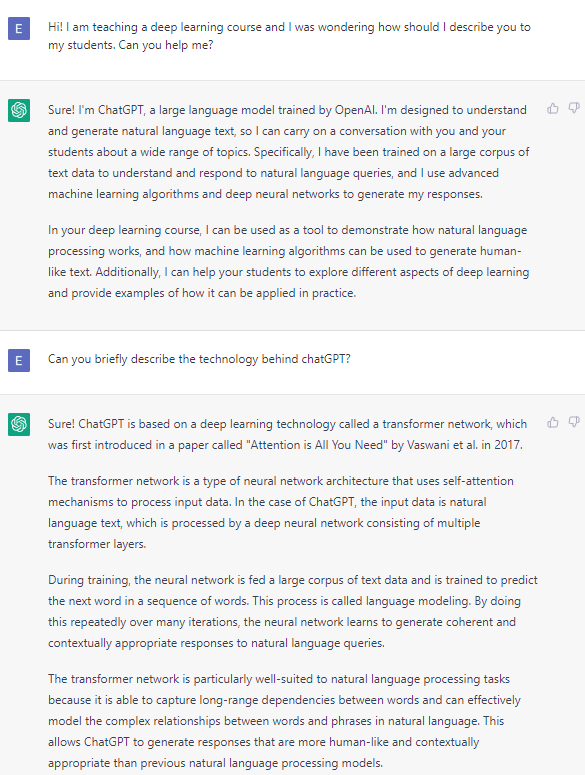 E
Hi! I am teaching a deep learning course and I was wondering how should I describe you to
my students. Can you help me?
Sure! I'm ChatGPT, a large language model trained by OpenAI. I'm designed to understand
and generate natural language text, so I can carry on a conversation with you and your
students about a wide range of topics. Specifically, I have been trained on a large corpus of
text data to understand and respond to natural language queries, and I use advanced
machine learning algorithms and deep neural networks to generate my responses.
In your deep learning course, I can be used as a tool to demonstrate how natural language
processing works, and how machine learning algorithms can be used to generate human-
like text. Additionally, I can help your students to explore different aspects of deep learning
and provide examples of how it can be applied in practice.
E
Can you briefly describe the technology behind chatGPT?
Sure! ChatGPT is based on a deep learning technology called a transformer network, which
was first introduced in a paper called "Attention is All You Need" by Vaswani et al. in 2017.
The transformer network is a type of neural network architecture that uses self-attention
mechanisms to process input data. In the case of ChatGPT, the input data is natural
language text, which is processed by a deep neural network consisting of multiple
transformer layers.
During training, the neural network is fed a large corpus of text data and is trained to predict
the next word in a sequence of words. This process is called language modeling. By doing
this repeatedly over many iterations, the neural network learns to generate coherent and
contextually appropriate responses to natural language queries.
The transformer network is particularly well-suited to natural language processing tasks
because it is able to capture long-range dependencies between words and can effectively
model the complex relationships between words and phrases in natural language. This
allows ChatGPT to generate responses that are more human-like and contextually
appropriate than previous natural language processing models.